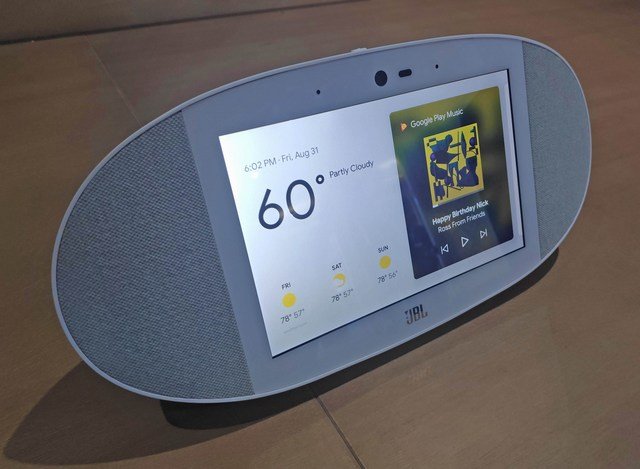 6:02 PM · Fri, Aug 31
60° Partly Cloudy
FRI
78° 57°
SAT
78° 57°
SUN
78° 56°
Google Play Music
Happy Birthday Nick
Ross From Friends
JBL